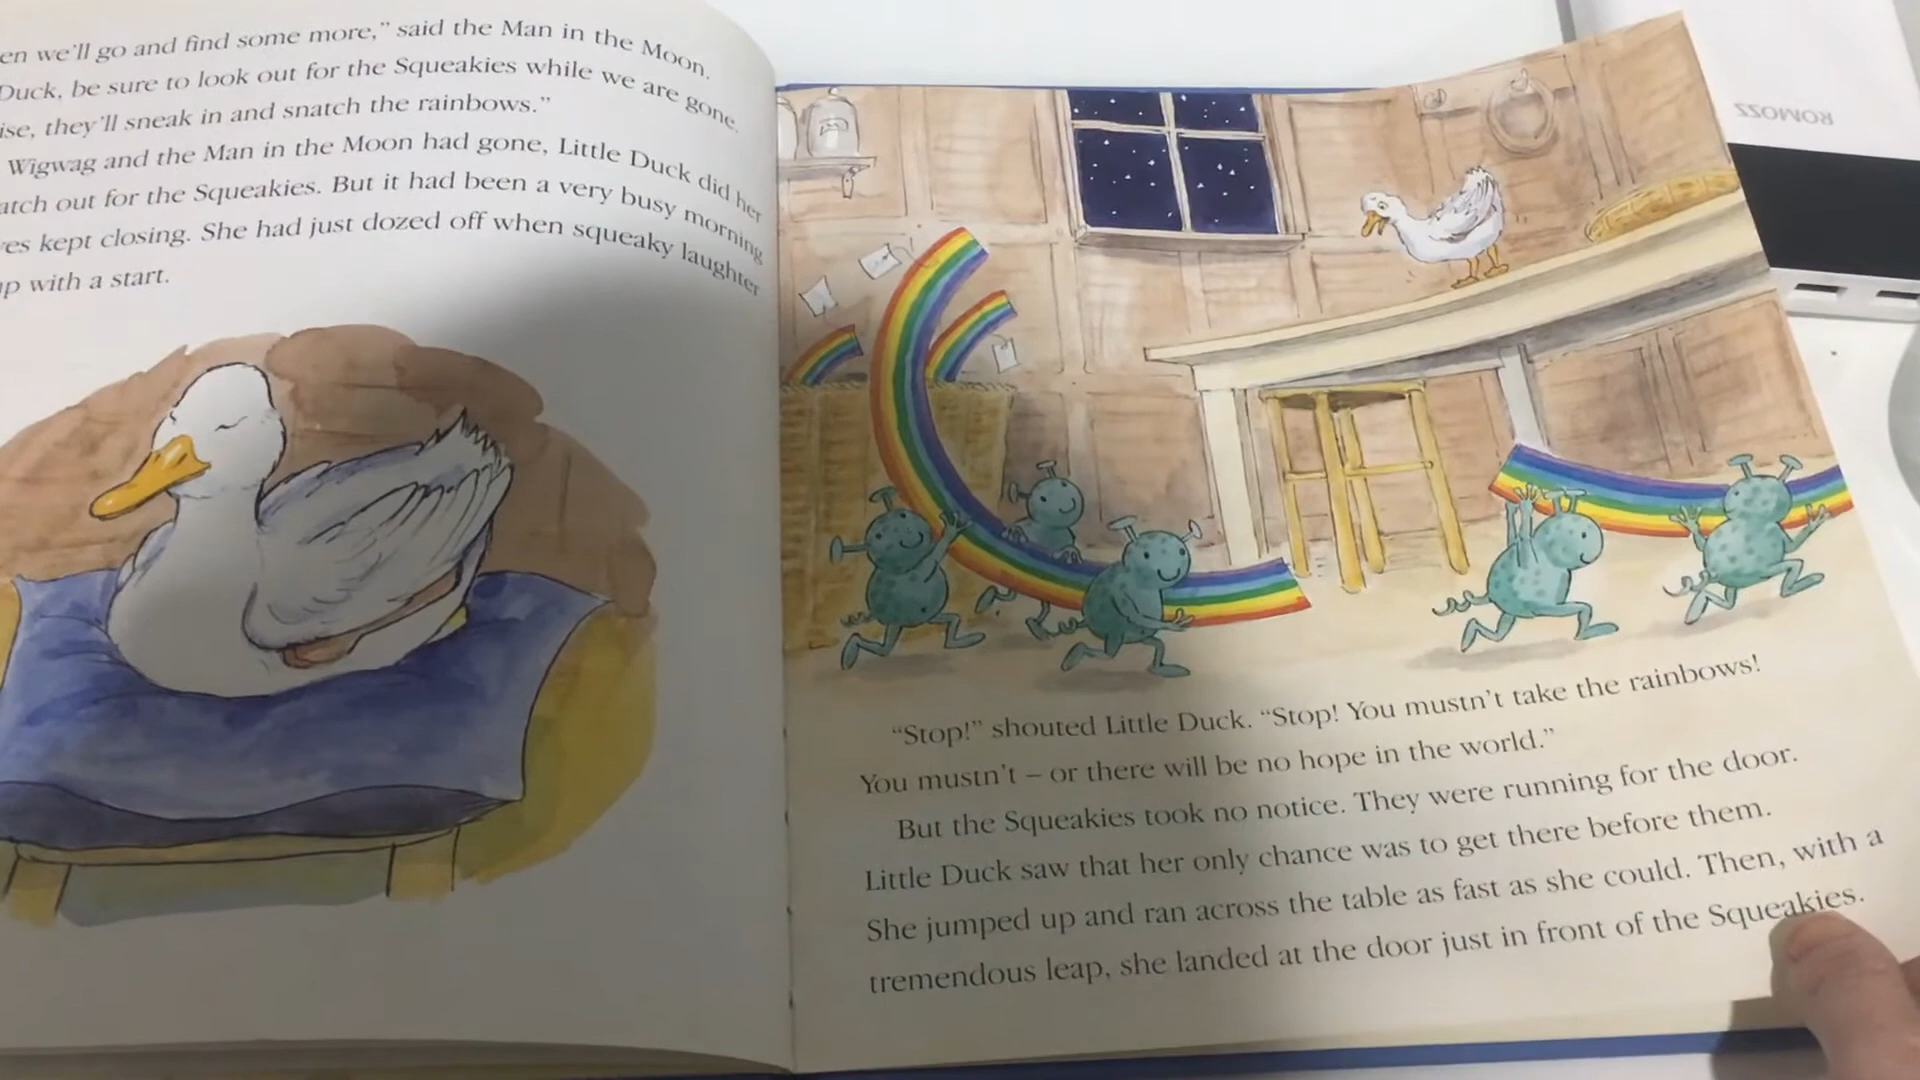 en we'll go and find some more," said the Man in the Moon.
Duck, be sure to look out for the Squeakies while we are gone.
ise, they'll sneak in and snatch the rainbows."
Wigwag and the Man in the Moon had gone, Little Duck did her
atch out for the Squeakies. But it had been a very busy morning
es kept closing. She had just dozed off when squeaky laughter
up with a start.
"Stop!" shouted Little Duck. "Stop! You mustn't take the rainbows!
You mustn't – or there will be no hope in the world."
But the Squeakies took no notice. They were running for the door.
Little Duck saw that her only chance was to get there before them.
She jumped up and ran across the table as fast as she could. Then, with a
tremendous leap, she landed at the door just in front of the Squeakies.
ROMOSS